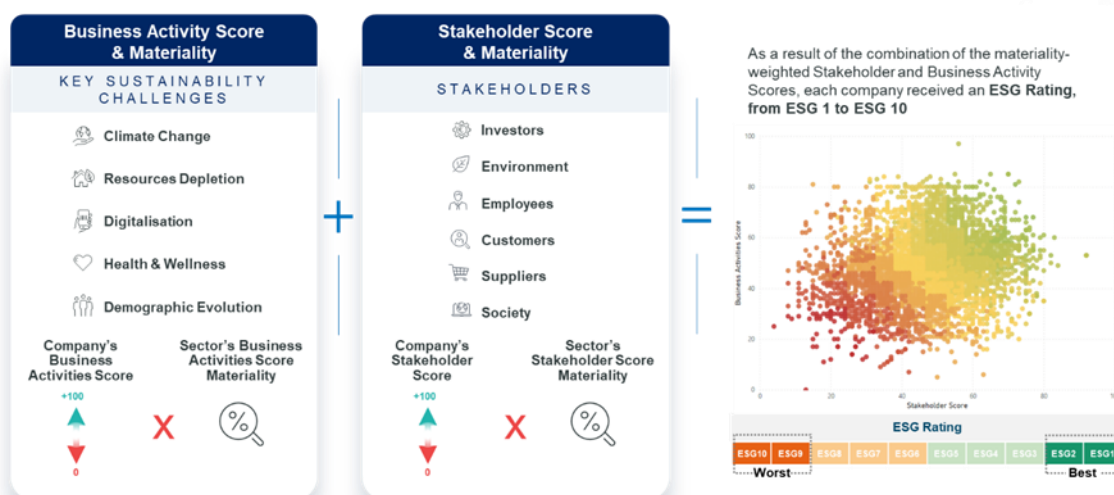 Business Activity Score
& Materiality
KEY SUSTAINABILITY
CHALLENGES
Climate Change
Resources Depletion
Digitalisation
Health & Wellness
Demographic Evolution
Company's
Business
Activities Score
+100
0
X
Sector's Business
Activities Score
Materiality
%
+
Stakeholder Score
& Materiality
STAKEHOLDERS
Investors
Environment
Employees
Customers
Suppliers
Society
Company's
Stakeholder
Score
+100
0
X
Sector's
Stakeholder Score
Materiality
%
=
As a result of the combination of the materiality-
weighted Stakeholder and Business Activity
Scores, each company received an ESG Rating,
from ESG 1 to ESG 10
Business Activities Score
100
80
60
40
20
0
0 20 40 60 80
Stakeholder Score
ESG Rating
ESG10 ESG9 ESG8 ESG7 ESG6 ESG5 ESG4 ESG3 ESG2 ESG1
Worst Best